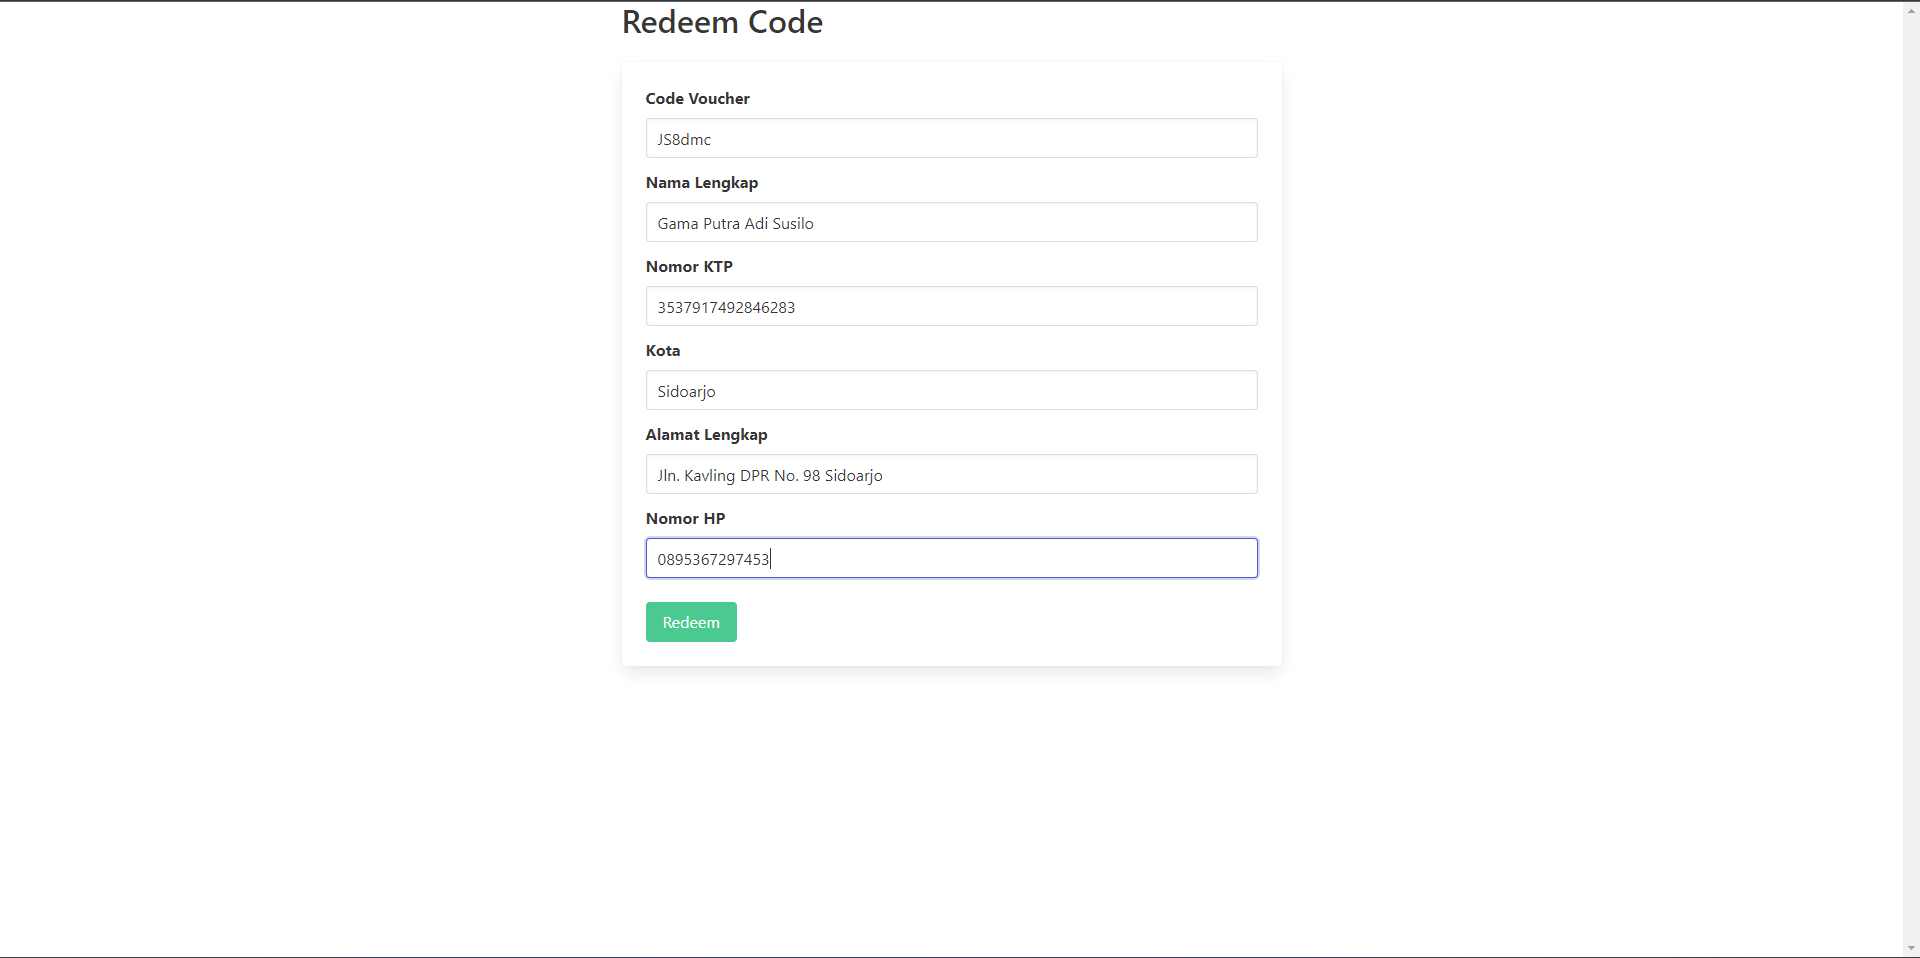 Redeem Code
Code Voucher
JS8dmc
Nama Lengkap
Gama Putra Adi Susilo
Nomor KTP
3537917492846283
Kota
Sidoarjo
Alamat Lengkap
Jln. Kavling DPR No. 98 Sidoarjo
Nomor HP
0895367297453
Redeem